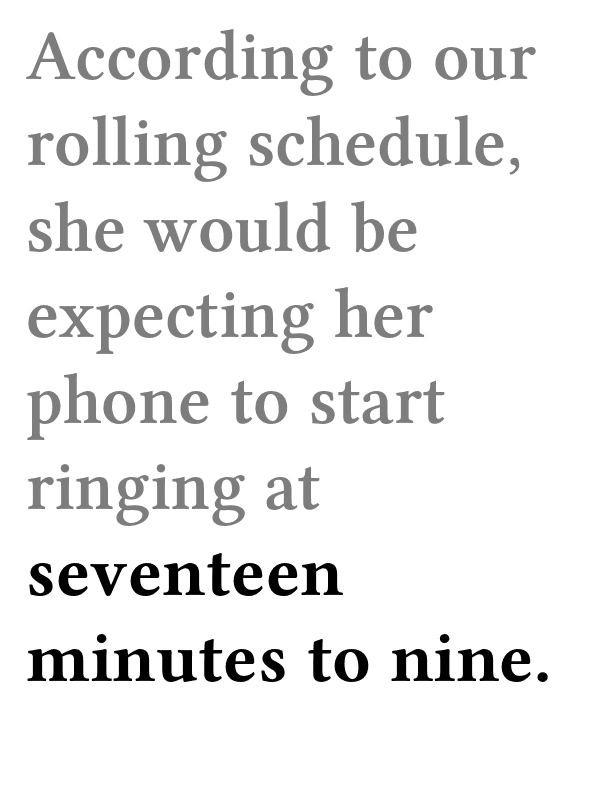 According to our
rolling schedule,
she would be
expecting her
phone to start
ringing at
seventeen
minutes to nine.